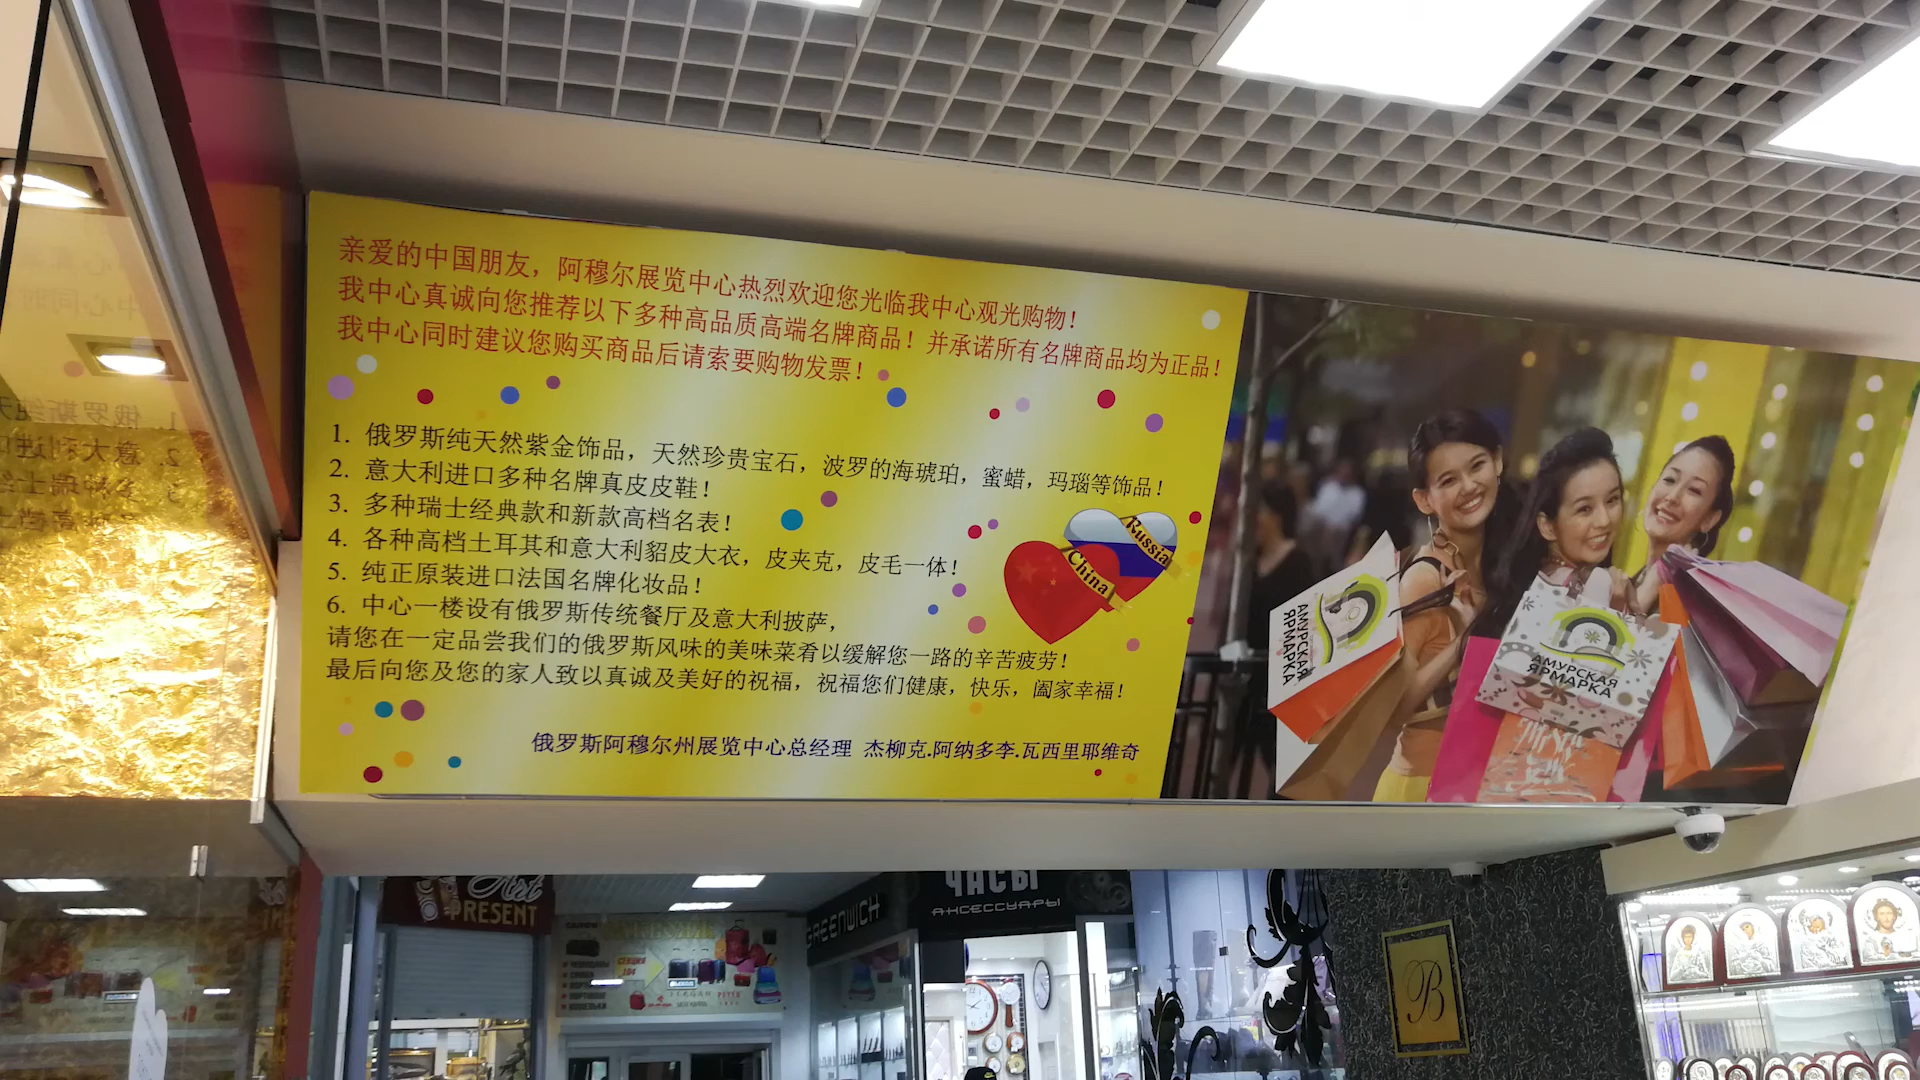 亲爱的中国朋友，阿穆尔展览中心热烈欢迎您光临我中心观光购物！
我中心真诚向您推荐以下多种高品质高端名牌商品！并承诺所有名牌商品均为正品！
我中心同时建议您购买商品后请索要购物发票！
1. 俄罗斯纯天然紫金饰品，天然珍贵宝石，波罗的海琥珀，蜜蜡，玛瑙等饰品！
2. 意大利进口多种名牌真皮皮鞋！
3. 多种瑞士经典款和新款高档名表！
4. 各种高档土耳其和意大利貂皮大衣，皮夹克，皮毛一体！
5. 纯正原装进口法国名牌化妆品！
6. 中心一楼设有俄罗斯传统餐厅及意大利披萨，
请您在一定品尝我们的俄罗斯风味的美味菜肴以缓解您一路的辛苦疲劳！
最后向您及您的家人致以真诚及美好的祝福，祝福您们健康，快乐，阖家幸福！
俄罗斯阿穆尔州展览中心总经理 杰柳克.阿纳多李.瓦西里耶维奇
Russia
China
АМУРСКАЯ
ЯРМАРКА
АМУРСКАЯ
ЯРМАРКА
Art
PRESENT
GREENWICH
ЧАСЫ
АКСЕССУАРЫ
СЕКЦИЯ
104
B